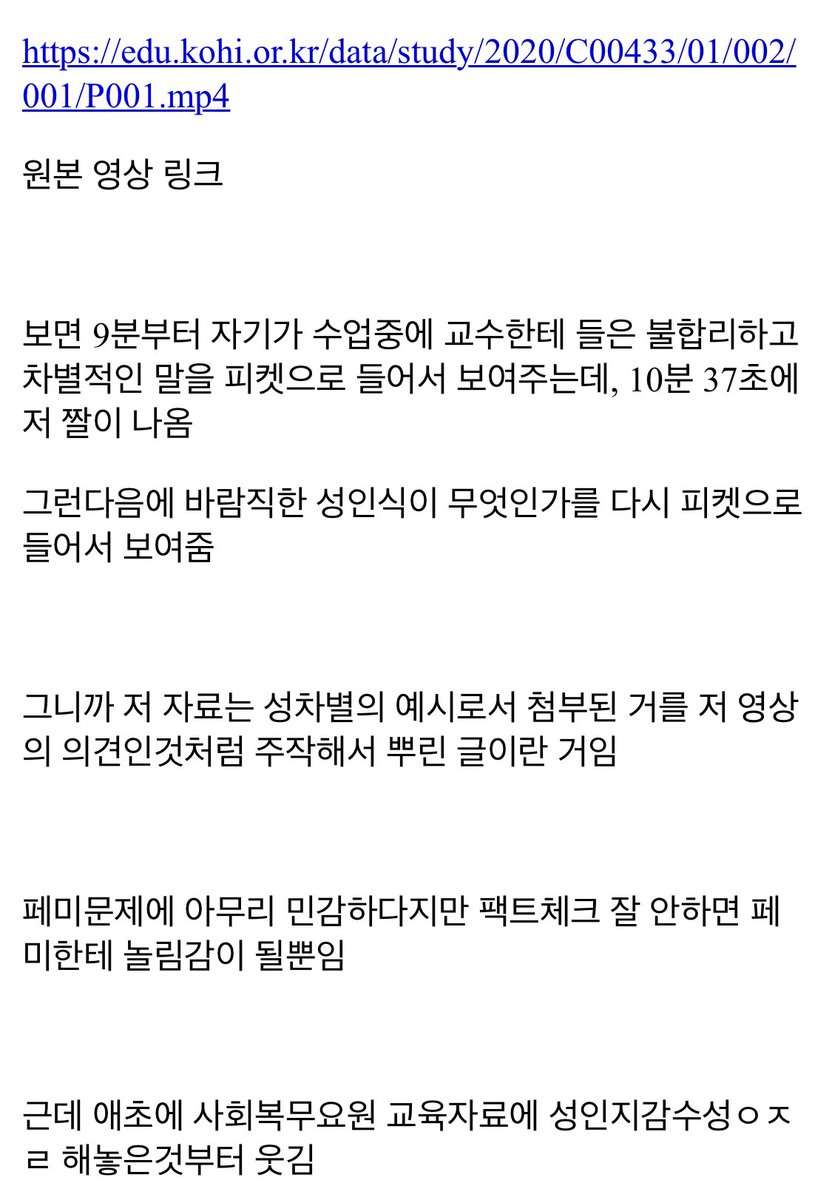 https://edu.kohi.or.kr/data/study/2020/C00433/01/002/
001/P001.mp4
원본 영상 링크
보면 9분부터 자기가 수업중에 교수한테 들은 불합리하고
차별적인 말을 피켓으로 들어서 보여주는데, 10분 37초에
저 짤이 나옴
그런다음에 바람직한 성인식이 무엇인가를 다시 피켓으로
들어서 보여줌
그니까 저 자료는 성차별의 예시로서 첨부된 거를 저 영상
의 의견인것처럼 주작해서 뿌린 글이란 거임
페미문제에 아무리 민감하다지만 팩트체크 잘 안하면 페
미한테 놀림감이 될뿐임
근데 애초에 사회복무요원 교육자료에 성인지감수성ㅇㅈ
ㄹ 해놓은것부터 웃김